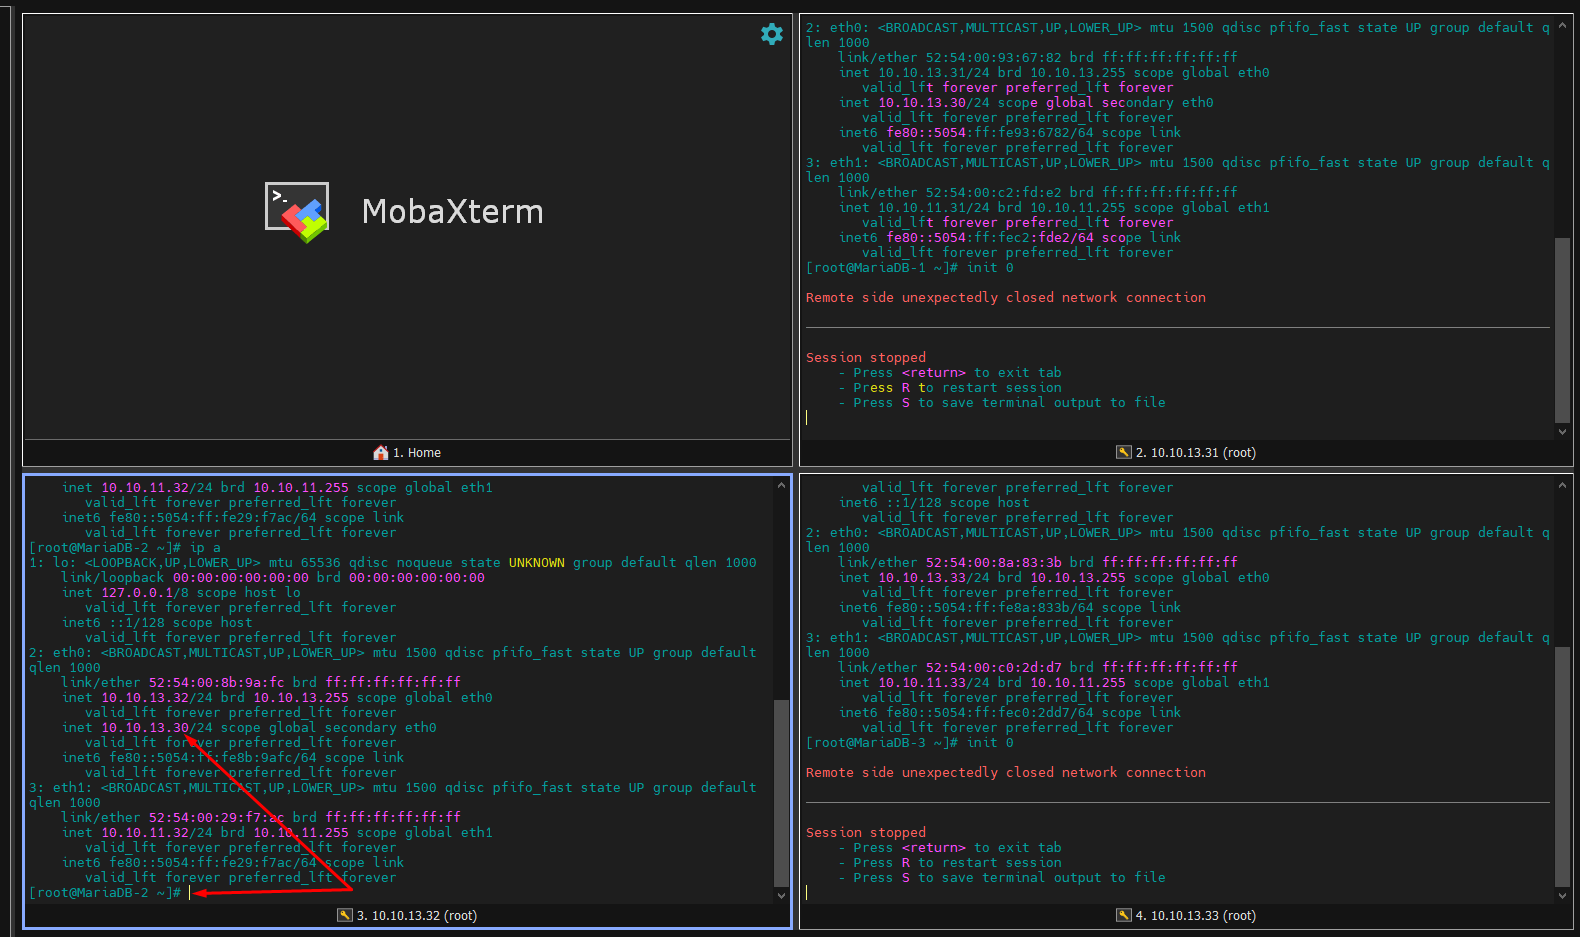 >_
MobaXterm
1. Home
2: eth0: <BROADCAST,MULTICAST,UP,LOWER_UP> mtu 1500 qdisc pfifo_fast state UP group default q
len 1000
link/ether 52:54:00:93:67:82 brd ff:ff:ff:ff:ff:ff
inet 10.10.13.31/24 brd 10.10.13.255 scope global eth0
valid_lft forever preferred_lft forever
inet 10.10.13.30/24 scope global secondary eth0
valid_lft forever preferred_lft forever
inet6 fe80::5054:ff:fe93:6782/64 scope link
valid_lft forever preferred_lft forever
3: eth1: <BROADCAST,MULTICAST,UP,LOWER_UP> mtu 1500 qdisc pfifo_fast state UP group default q
len 1000
link/ether 52:54:00:c2:fd:e2 brd ff:ff:ff:ff:ff:ff
inet 10.10.11.31/24 brd 10.10.11.255 scope global eth1
valid_lft forever preferred_lft forever
inet6 fe80::5054:ff:fec2:fde2/64 scope link
valid_lft forever preferred_lft forever
[root@MariaDB-1 ~]# init 0
Remote side unexpectedly closed network connection
Session stopped
- Press <return> to exit tab
- Press R to restart session
- Press S to save terminal output to file
2. 10.10.13.31 (root)
inet 10.10.11.32/24 brd 10.10.11.255 scope global eth1
valid_lft forever preferred_lft forever
inet6 fe80::5054:ff:fe29:f7ac/64 scope link
valid_lft forever preferred_lft forever
[root@MariaDB-2 ~]# ip a
1: lo: <LOOPBACK,UP,LOWER_UP> mtu 65536 qdisc noqueue state UNKNOWN group default qlen 1000
link/loopback 00:00:00:00:00:00 brd 00:00:00:00:00:00
inet 127.0.0.1/8 scope host lo
valid_lft forever preferred_lft forever
inet6 ::1/128 scope host
valid_lft forever preferred_lft forever
2: eth0: <BROADCAST,MULTICAST,UP,LOWER_UP> mtu 1500 qdisc pfifo_fast state UP group default
qlen 1000
link/ether 52:54:00:8b:9a:fc brd ff:ff:ff:ff:ff:ff
inet 10.10.13.32/24 brd 10.10.13.255 scope global eth0
valid_lft forever preferred_lft forever
inet 10.10.13.30/24 scope global secondary eth0
valid_lft forever preferred_lft forever
inet6 fe80::5054:ff:fe8b:9afc/64 scope link
valid_lft forever preferred_lft forever
3: eth1: <BROADCAST,MULTICAST,UP,LOWER_UP> mtu 1500 qdisc pfifo_fast state UP group default
qlen 1000
link/ether 52:54:00:29:f7:ac brd ff:ff:ff:ff:ff:ff
inet 10.10.11.32/24 brd 10.10.11.255 scope global eth1
valid_lft forever preferred_lft forever
inet6 fe80::5054:ff:fe29:f7ac/64 scope link
valid_lft forever preferred_lft forever
[root@MariaDB-2 ~]#
3. 10.10.13.32 (root)
valid_lft forever preferred_lft forever
inet6 ::1/128 scope host
valid_lft forever preferred_lft forever
2: eth0: <BROADCAST,MULTICAST,UP,LOWER_UP> mtu 1500 qdisc pfifo_fast state UP group default q
len 1000
link/ether 52:54:00:8a:83:3b brd ff:ff:ff:ff:ff:ff
inet 10.10.13.33/24 brd 10.10.13.255 scope global eth0
valid_lft forever preferred_lft forever
inet6 fe80::5054:ff:fe8a:833b/64 scope link
valid_lft forever preferred_lft forever
3: eth1: <BROADCAST,MULTICAST,UP,LOWER_UP> mtu 1500 qdisc pfifo_fast state UP group default q
len 1000
link/ether 52:54:00:c0:2d:d7 brd ff:ff:ff:ff:ff:ff
inet 10.10.11.33/24 brd 10.10.11.255 scope global eth1
valid_lft forever preferred_lft forever
inet6 fe80::5054:ff:fec0:2dd7/64 scope link
valid_lft forever preferred_lft forever
[root@MariaDB-3 ~]# init 0
Remote side unexpectedly closed network connection
Session stopped
- Press <return> to exit tab
- Press R to restart session
- Press S to save terminal output to file
4. 10.10.13.33 (root)